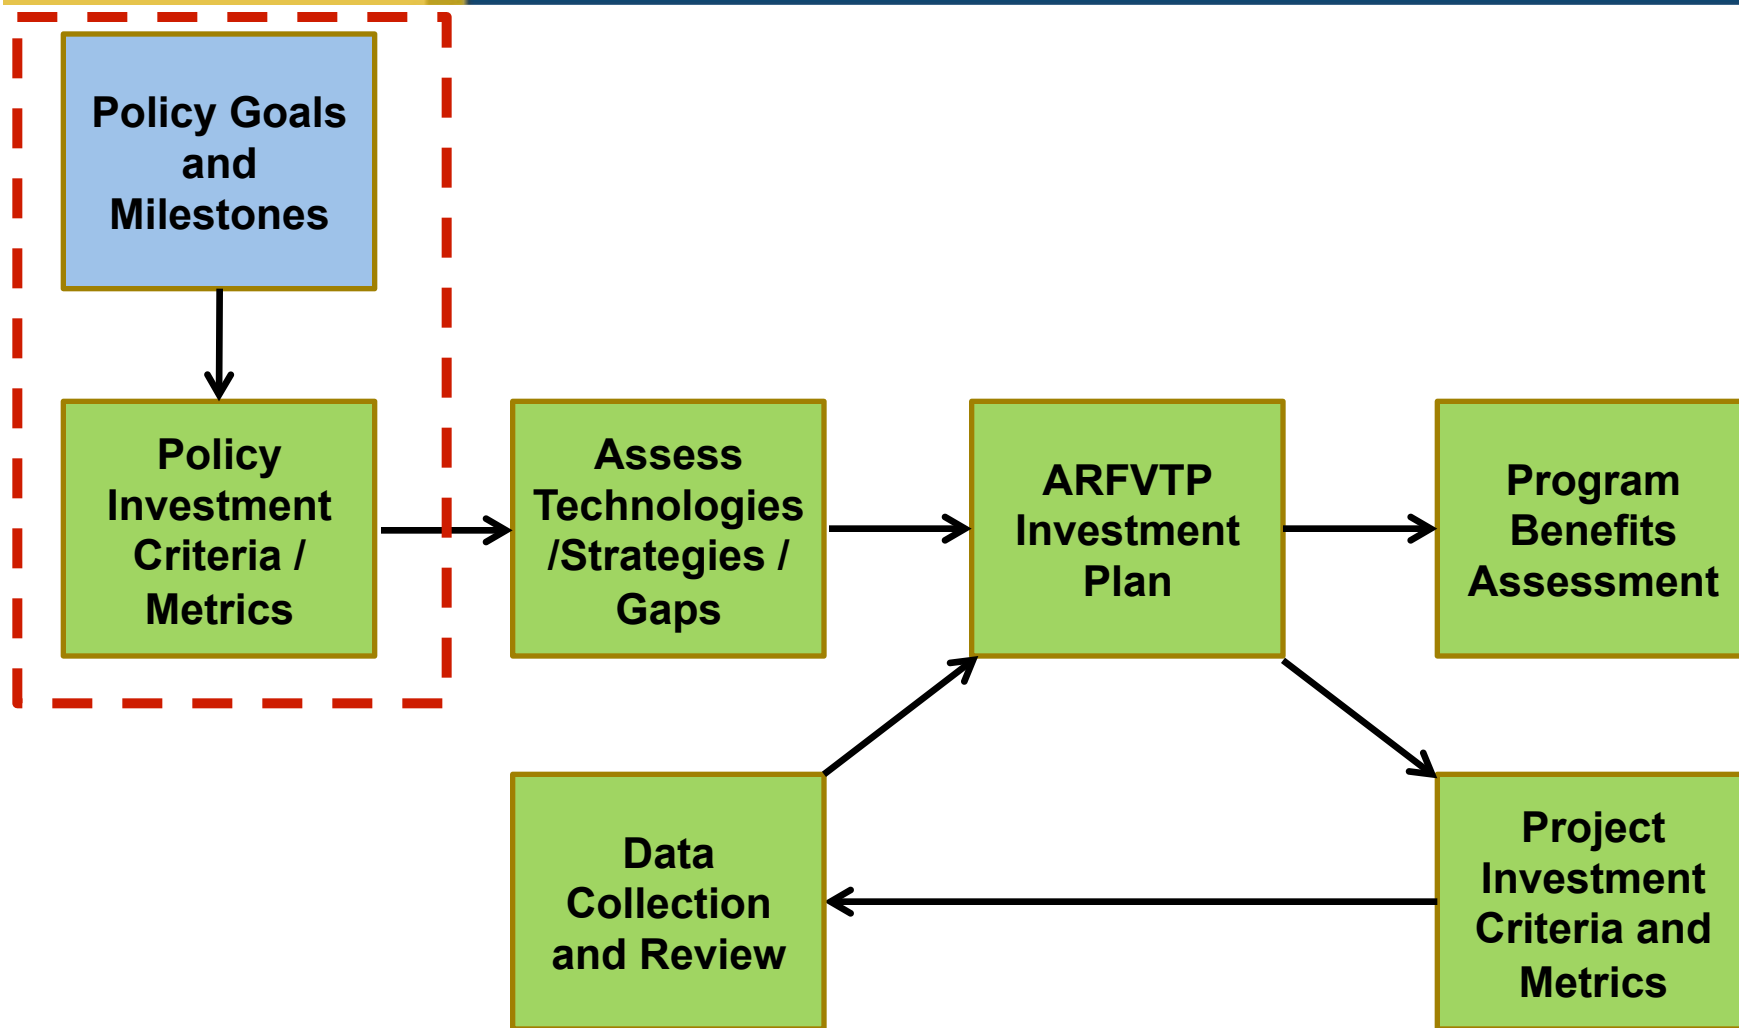 Policy Goals
and
Milestones
Policy
Investment
Criteria /
Metrics
Assess
Technologies
/Strategies /
Gaps
ARFVTP
Investment
Plan
Program
Benefits
Assessment
Data
Collection
and Review
Project
Investment
Criteria and
Metrics